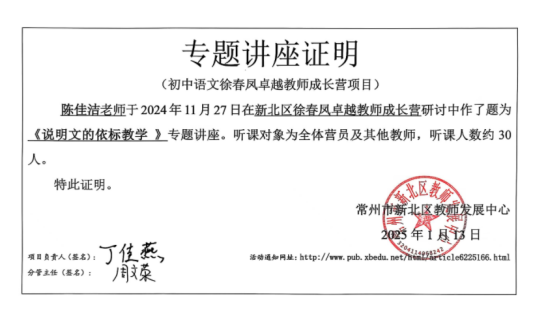 专题讲座证明
（初中语文徐春凤卓越教师成长营项目）
陈佳洁老师于 2024 年 11 月 27 日在新北区徐春凤卓越教师成长营研讨中作了题为
《说明文的依标教学 》专题讲座。听课对象为全体营员及其他教师，听课人数约 30
人。
特此证明。
常州市新北区教师发展中心
2025 年 1 月 13 日
项目负责人（签名）：丁佳燕
活动通知网址：http://www.pub.xbedu.net/html/article6225166.html
分管主任（签名）：周文荣